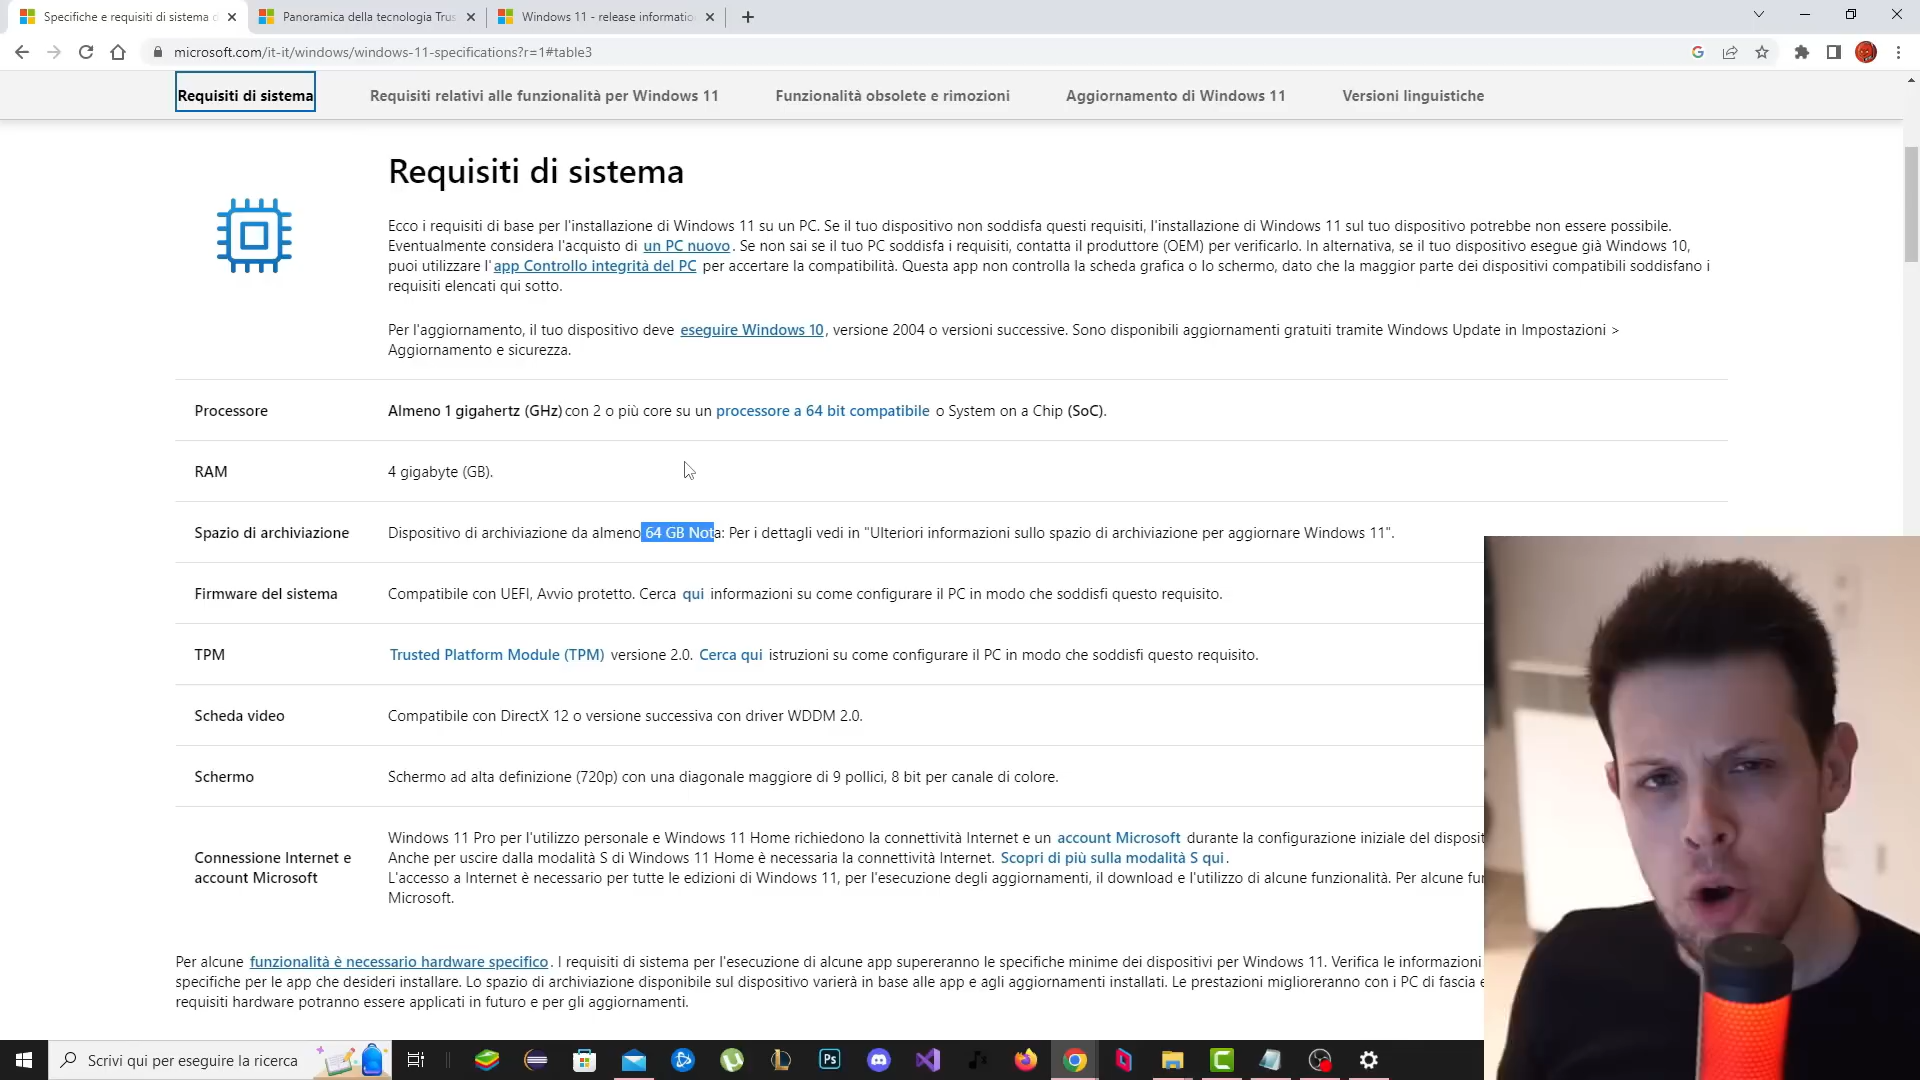 Specifiche e requisiti di sistema d
Panoramica della tecnologia Trus
Windows 11 - release informatio
microsoft.com/it-it/windows/windows-11-specifications?r=1#table3
Requisiti di sistema
Requisiti relativi alle funzionalità per Windows 11
Funzionalità obsolete e rimozioni
Aggiornamento di Windows 11
Versioni linguistiche
Requisiti di sistema
Ecco i requisiti di base per l'installazione di Windows 11 su un PC. Se il tuo dispositivo non soddisfa questi requisiti, l'installazione di Windows 11 sul tuo dispositivo potrebbe non essere possibile.
Eventualmente considera l'acquisto di un PC nuovo. Se non sai se il tuo PC soddisfa i requisiti, contatta il produttore (OEM) per verificarlo. In alternativa, se il tuo dispositivo esegue già Windows 10,
puoi utilizzare l'app Controllo integrità del PC per accertare la compatibilità. Questa app non controlla la scheda grafica o lo schermo, dato che la maggior parte dei dispositivi compatibili soddisfano i
requisiti elencati qui sotto.
Per l'aggiornamento, il tuo dispositivo deve eseguire Windows 10, versione 2004 o versioni successive. Sono disponibili aggiornamenti gratuiti tramite Windows Update in Impostazioni >
Aggiornamento e sicurezza.
Processore
Almeno 1 gigahertz (GHz) con 2 o più core su un processore a 64 bit compatibile o System on a Chip (SoC).
RAM
4 gigabyte (GB).
Spazio di archiviazione
Dispositivo di archiviazione da almeno 64 GB Nota: Per i dettagli vedi in "Ulteriori informazioni sullo spazio di archiviazione per aggiornare Windows 11".
Firmware del sistema
Compatibile con UEFI, Avvio protetto. Cerca qui informazioni su come configurare il PC in modo che soddisfi questo requisito.
TPM
Trusted Platform Module (TPM) versione 2.0. Cerca qui istruzioni su come configurare il PC in modo che soddisfi questo requisito.
Scheda video
Compatibile con DirectX 12 o versione successiva con driver WDDM 2.0.
Schermo
Schermo ad alta definizione (720p) con una diagonale maggiore di 9 pollici, 8 bit per canale di colore.
Connessione Internet e
account Microsoft
Windows 11 Pro per l'utilizzo personale e Windows 11 Home richiedono la connettività Internet e un account Microsoft durante la configurazione iniziale del disposit
Anche per uscire dalla modalità S di Windows 11 Home è necessaria la connettività Internet. Scopri di più sulla modalità S qui.
L'accesso a Internet è necessario per tutte le edizioni di Windows 11, per l'esecuzione degli aggiornamenti, il download e l'utilizzo di alcune funzionalità. Per alcune fur
Microsoft.
Per alcune funzionalità è necessario hardware specifico. I requisiti di sistema per l'esecuzione di alcune app supereranno le specifiche minime dei dispositivi per Windows 11. Verifica le informazioni
specifiche per le app che desideri installare. Lo spazio di archiviazione disponibile sul dispositivo varierà in base alle app e agli aggiornamenti installati. Le prestazioni miglioreranno con i PC di fascia e
requisiti hardware potranno essere applicati in futuro e per gli aggiornamenti.
Scrivi qui per eseguire la ricerca
Ps